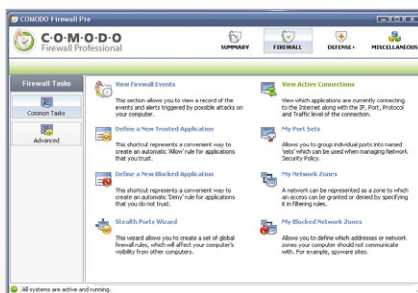 COMODO Firewall Pro
C·O·M·O·D·O
Firewall Professional
SUMMARY
FIREWALL
DEFENSE+
MISCELLANEOUS
Firewall Tasks
Common Tasks
Advanced
View Firewall Events
This section allows you to view a record of the
events and alerts triggered by possible attacks on
your computer.
Define a New Trusted Application
This shortcut represents a convenient way to
create an automatic 'Allow' rule for applications
that you trust.
Define a New Blocked Application
This shortcut represents a convenient way to
create an automatic 'Deny' rule for applications
that you do not trust.
Stealth Ports Wizard
This wizard allows you to create a set of global
firewall rules, which will affect your computer's
visibility from other computers.
View Active Connections
View which applications are currently connecting
to the Internet along with the IP, Port, Protocol
and Traffic level of the connection.
My Port Sets
Allows you to group individual ports into named
'sets' which can be used when managing Network
Security Policy.
My Network Zones
A network can be represented as a zone to which
an access can be granted or denied by specifying
it in filtering rules.
My Blocked Network Zones
Allows you to define which addresses or network
zones your computer should not communicate
with. For example, spyware sites.
All systems are active and running.